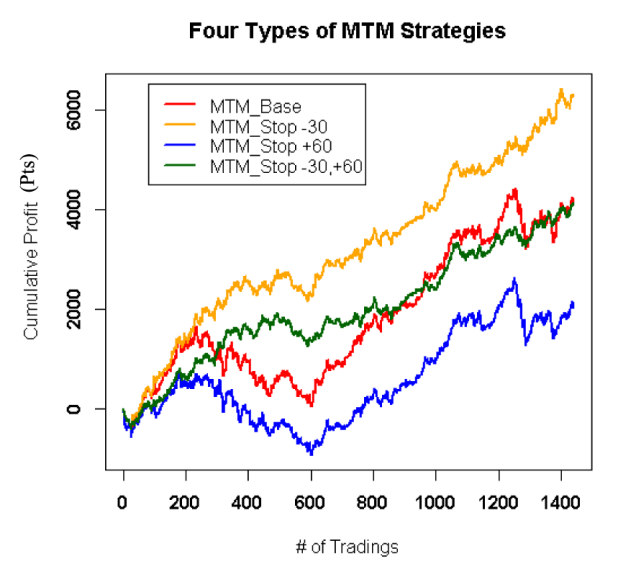 Four Types of MTM Strategies
MTM_Base
MTM_Stop -30
MTM_Stop +60
MTM_Stop -30,+60
Cumulative Profit (Pts)
6000
4000
2000
0
0 200 400 600 800 1000 1200 1400
# of Tradings